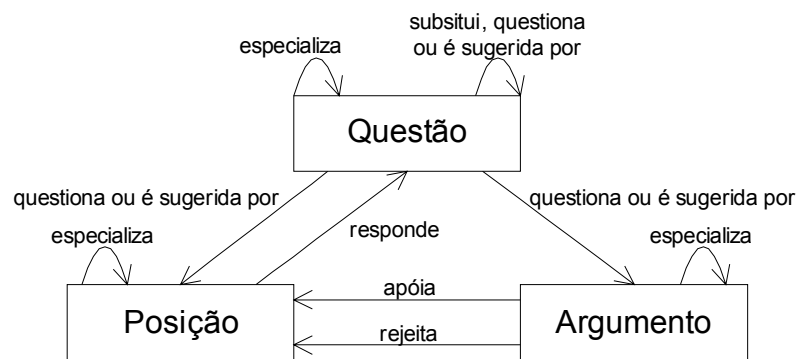 subsitui, questiona
ou é sugerida por
especializa
Questão
questiona ou é sugerida por
questiona ou é sugerida por
especializa
responde
especializa
apóia
Posição
Argumento
rejeita